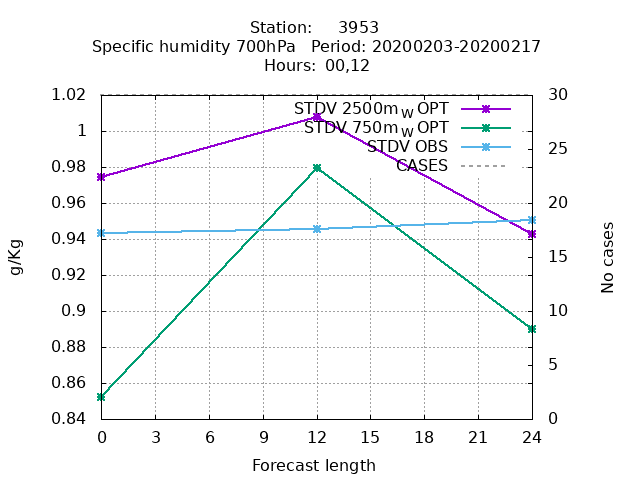 Station: 3953
Specific humidity 700hPa Period: 20200203-20200217
Hours: 00,12
STDV 2500m W OPT
STDV 750m W OPT
STDV OBS
CASES
1.02
1
0.98
0.96
0.94
0.92
0.9
0.88
0.86
0.84
g/Kg
30
25
20
15
10
5
0
No cases
0 3 6 9 12 15 18 21 24
Forecast length